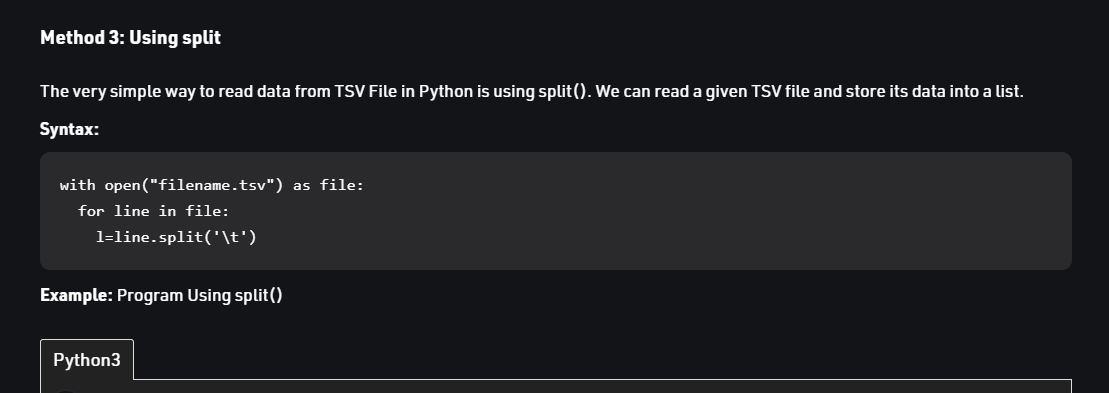 Method 3: Using split
The very simple way to read data from TSV File in Python is using split(). We can read a given TSV file and store its data into a list.
Syntax:
with open("filename.tsv") as file:
  for line in file:
    l=line.split('\t')
Example: Program Using split()
Python3